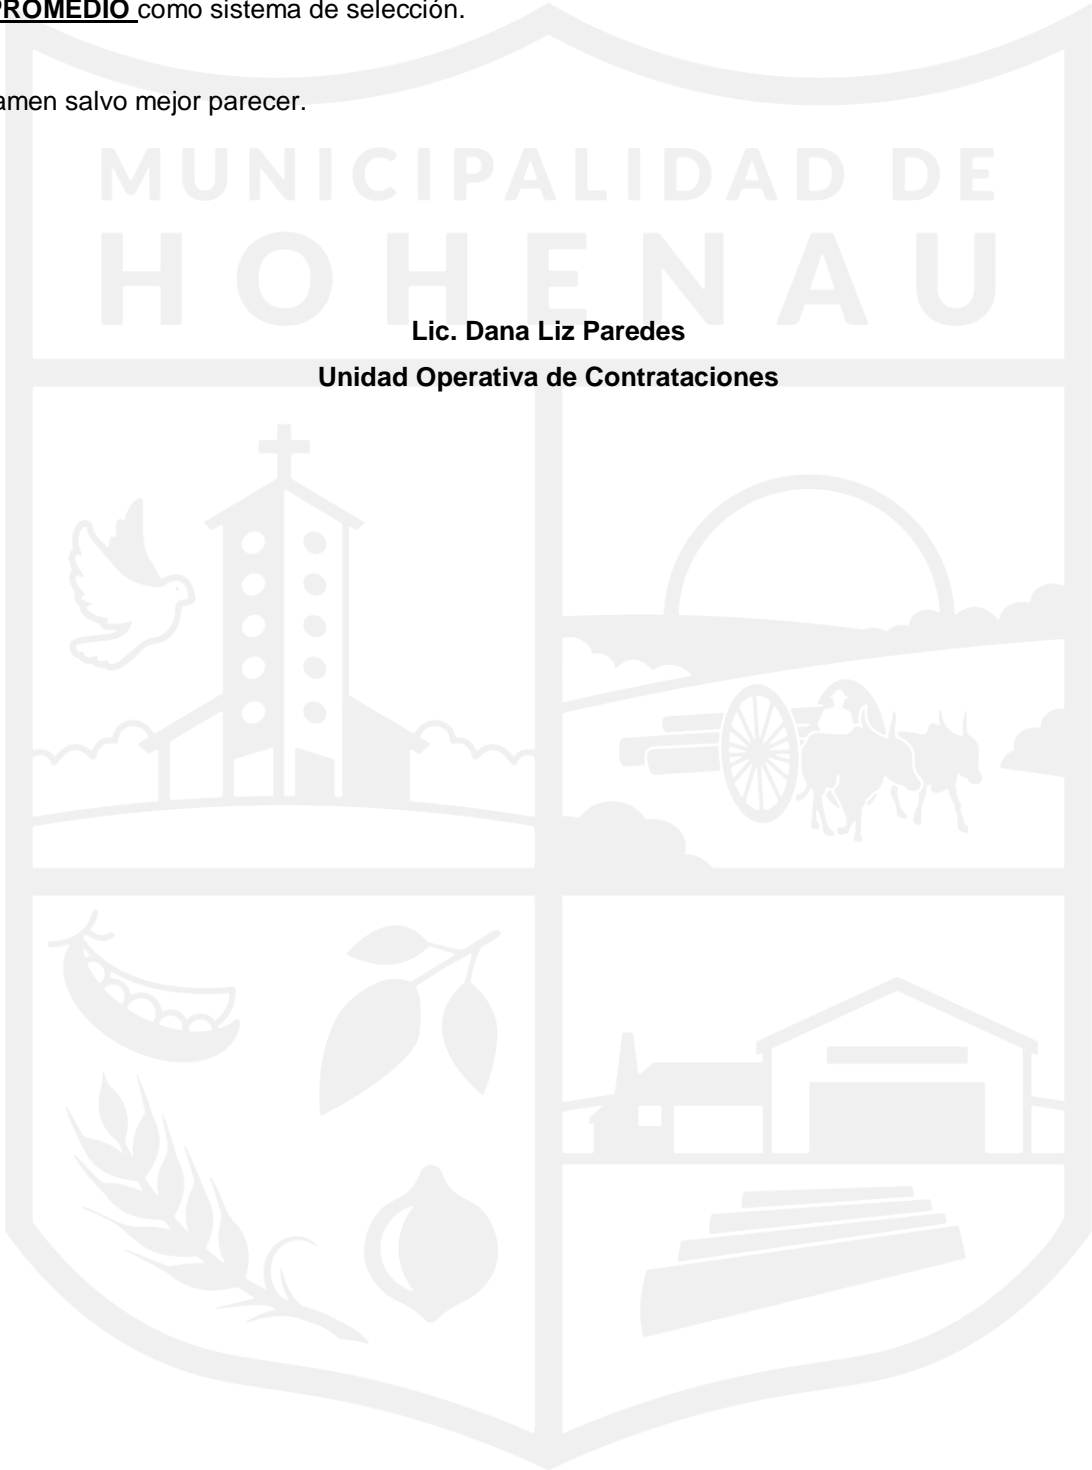 PROMEDIO como sistema de selección.
amen salvo mejor parecer.
MUNICIPALIDAD DE
HOHENAU
Lic. Dana Liz Paredes
Unidad Operativa de Contrataciones